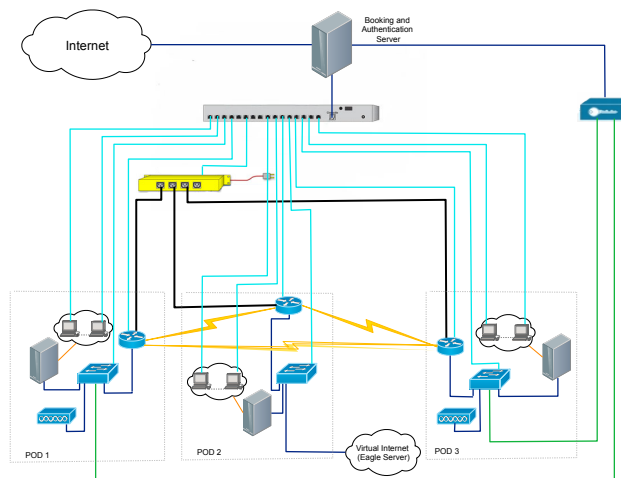 Booking and
Authentication
Server
Internet
POD 1
POD 2
Virtual Internet
(Eagle Server)
POD 3